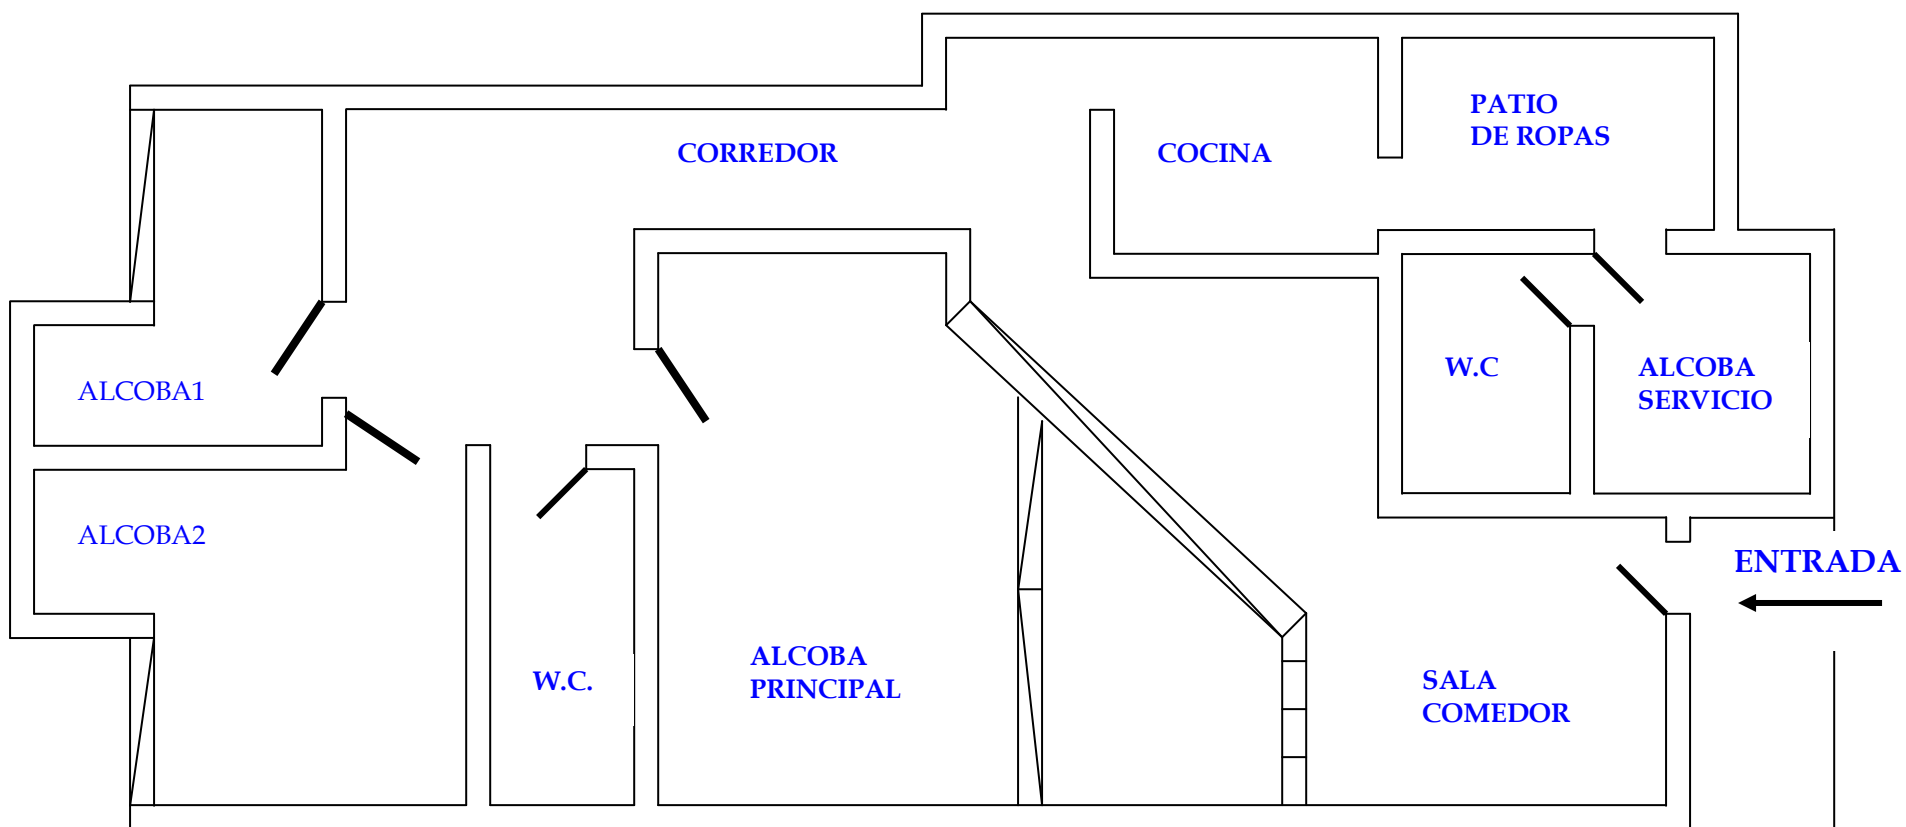 PATIO
DE ROPAS
CORREDOR
COCINA
ALCOBA1
W.C
ALCOBA
SERVICIO
ALCOBA2
ENTRADA
W.C.
ALCOBA
PRINCIPAL
SALA
COMEDOR